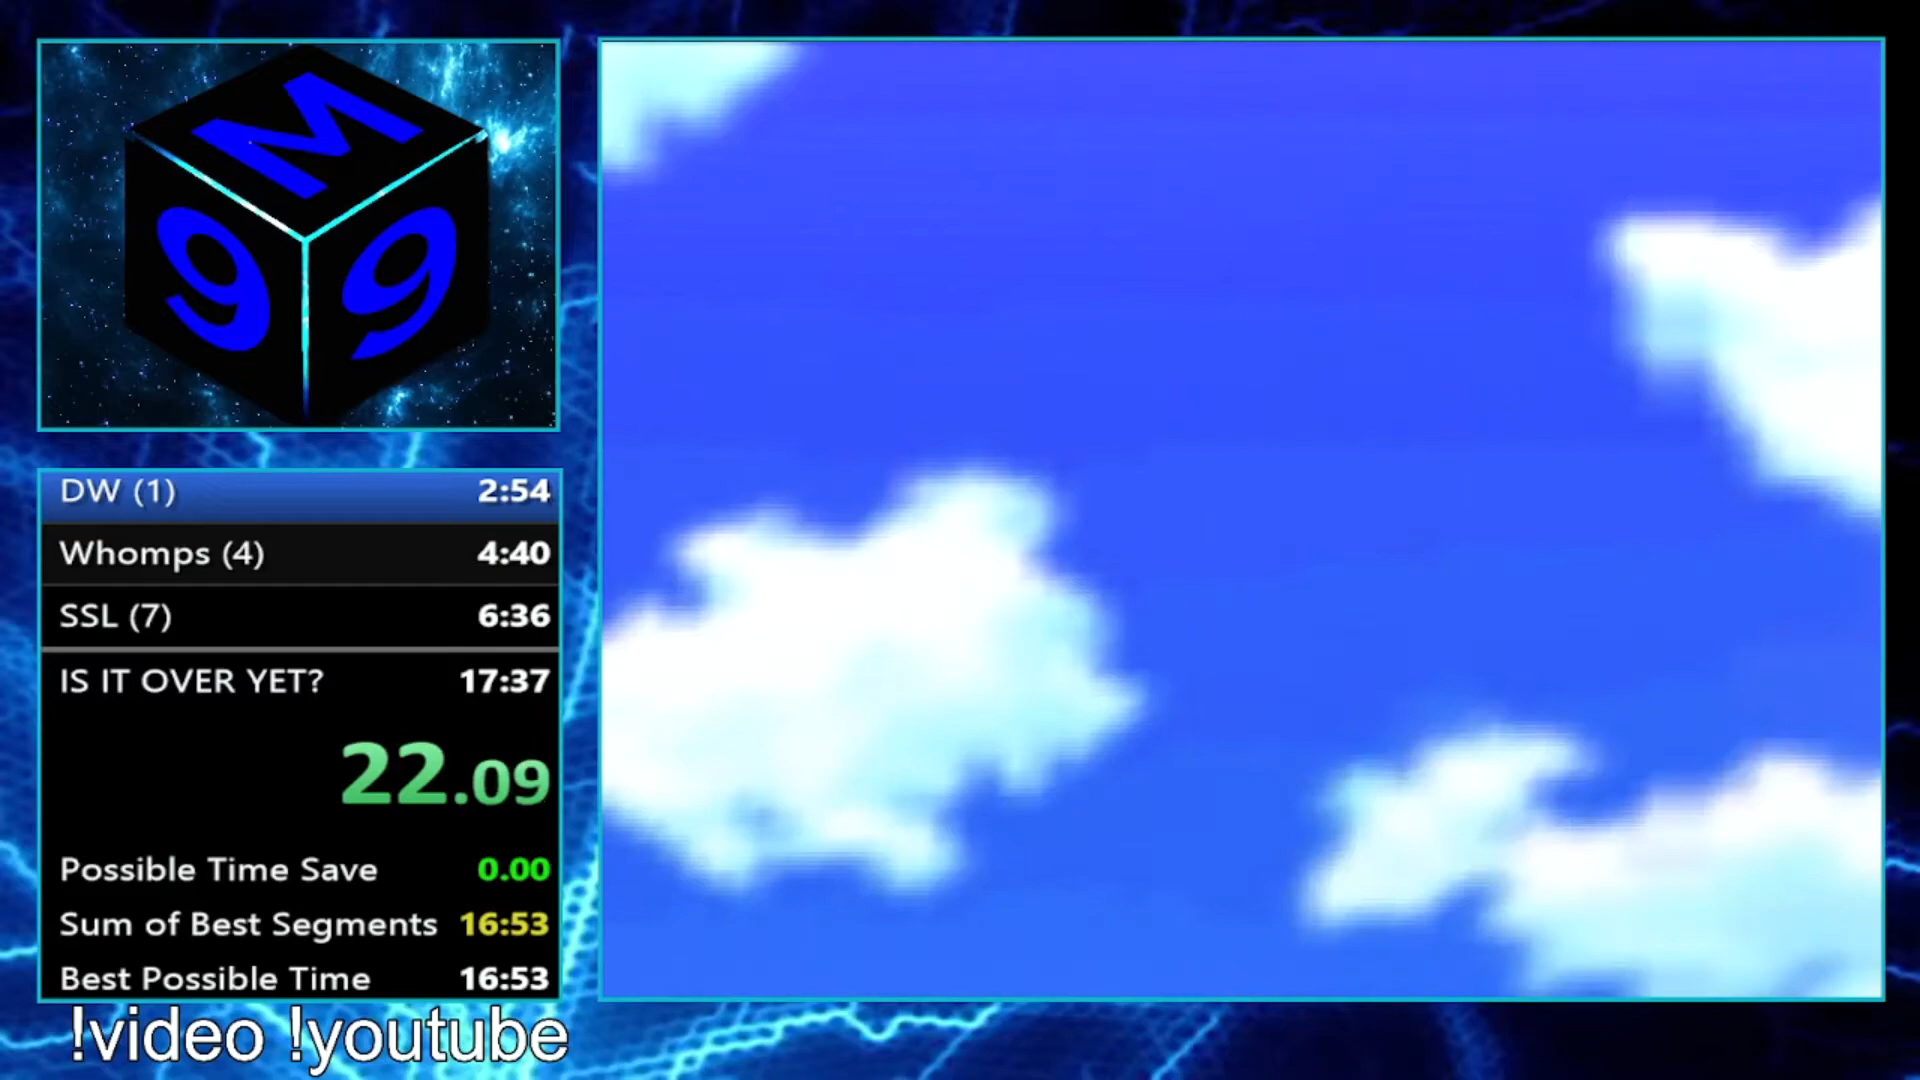 M
9 9
DW (1) 2:54
Whomps (4) 4:40
SSL (7) 6:36
IS IT OVER YET? 17:37
22.09
Possible Time Save 0.00
Sum of Best Segments 16:53
Best Possible Time 16:53
!video !youtube